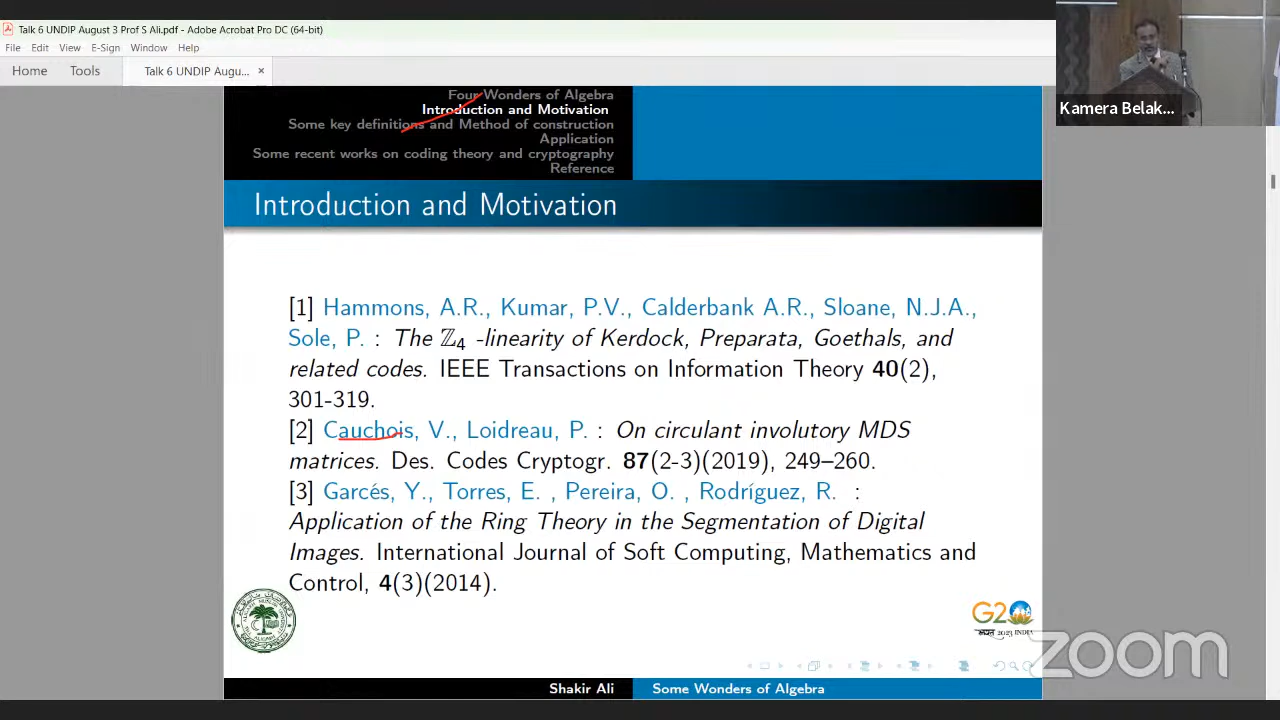 Talk 6 UNDIP August 3 Prof S Ali.pdf - Adobe Acrobat Pro DC (64-bit)
File Edit View E-Sign Window Help
Home Tools Talk 6 UNDIP Augu... ×
Kamera Belak...
Four Wonders of Algebra
Introduction and Motivation
Some key definitions and Method of construction
Application
Some recent works on coding theory and cryptography
Reference
Introduction and Motivation
[1] Hammons, A.R., Kumar, P.V., Calderbank A.R., Sloane, N.J.A.,
Sole, P. : The ℤ₄ -linearity of Kerdock, Preparata, Goethals, and
related codes. IEEE Transactions on Information Theory 40(2),
301-319.
[2] Cauchois, V., Loidreau, P. : On circulant involutory MDS
matrices. Des. Codes Cryptogr. 87(2-3)(2019), 249–260.
[3] Garcés, Y., Torres, E. , Pereira, O. , Rodríguez, R. :
Application of the Ring Theory in the Segmentation of Digital
Images. International Journal of Soft Computing, Mathematics and
Control, 4(3)(2014).
G20
भारत 2023 INDIA
zoom
Shakir Ali Some Wonders of Algebra